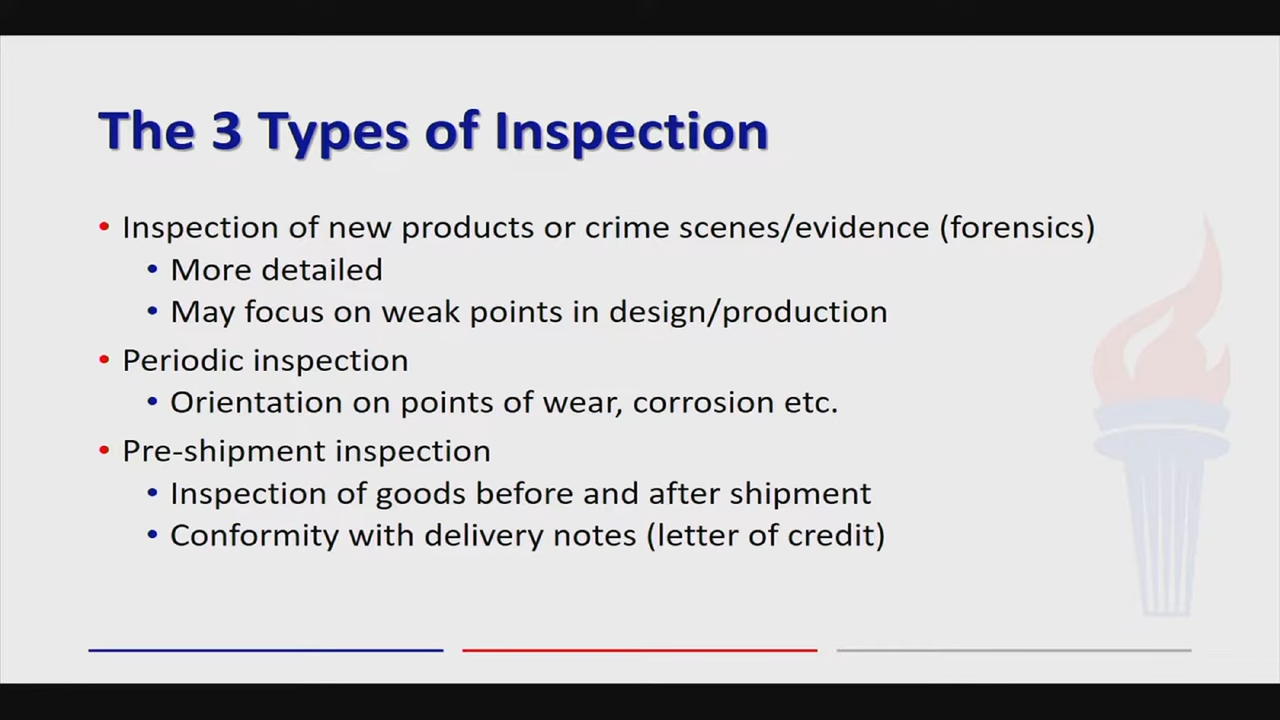 The 3 Types of Inspection
• Inspection of new products or crime scenes/evidence (forensics)
• More detailed
• May focus on weak points in design/production
• Periodic inspection
• Orientation on points of wear, corrosion etc.
• Pre-shipment inspection
• Inspection of goods before and after shipment
• Conformity with delivery notes (letter of credit)